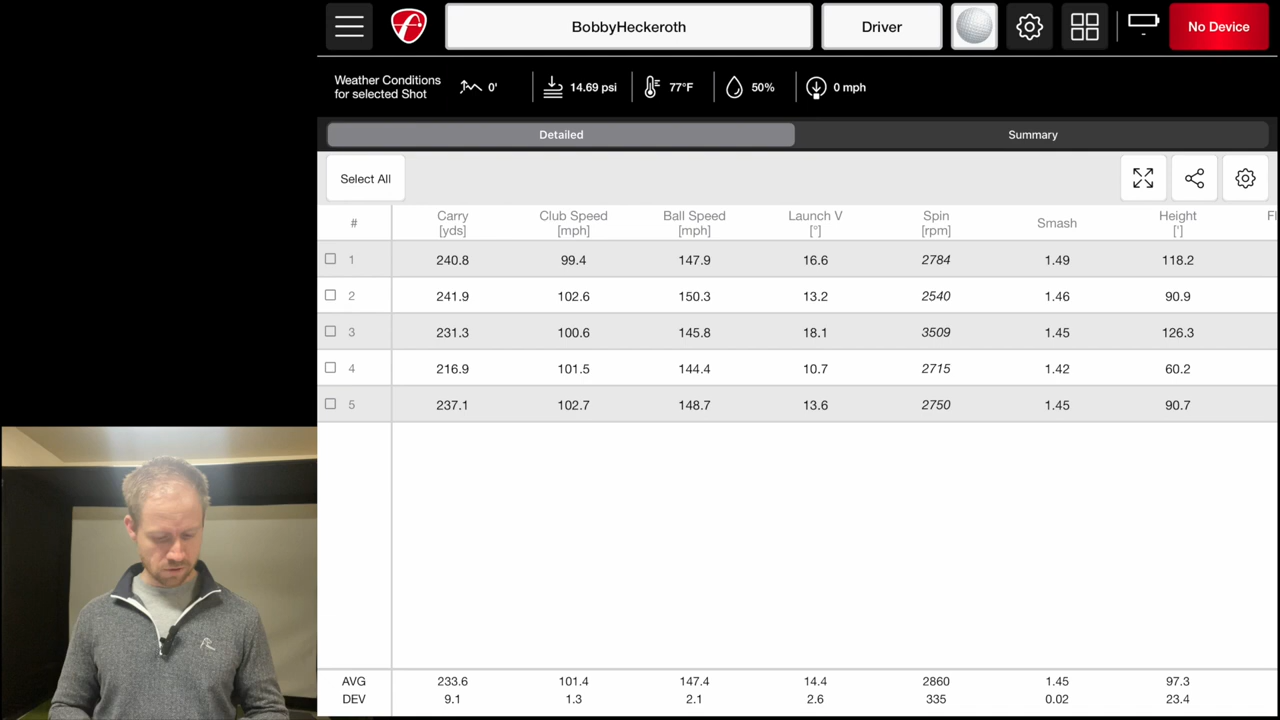 BobbyHeckeroth
Driver
No Device
Weather Conditions
for selected Shot
0'
14.69 psi
77°F
50%
0 mph
Detailed
Summary
Select All
# Carry [yds] Club Speed [mph] Ball Speed [mph] Launch V [°] Spin [rpm] Smash Height ['] Fl
1 240.8 99.4 147.9 16.6 2784 1.49 118.2
2 241.9 102.6 150.3 13.2 2540 1.46 90.9
3 231.3 100.6 145.8 18.1 3509 1.45 126.3
4 216.9 101.5 144.4 10.7 2715 1.42 60.2
5 237.1 102.7 148.7 13.6 2750 1.45 90.7
AVG 233.6 101.4 147.4 14.4 2860 1.45 97.3
DEV 9.1 1.3 2.1 2.6 335 0.02 23.4